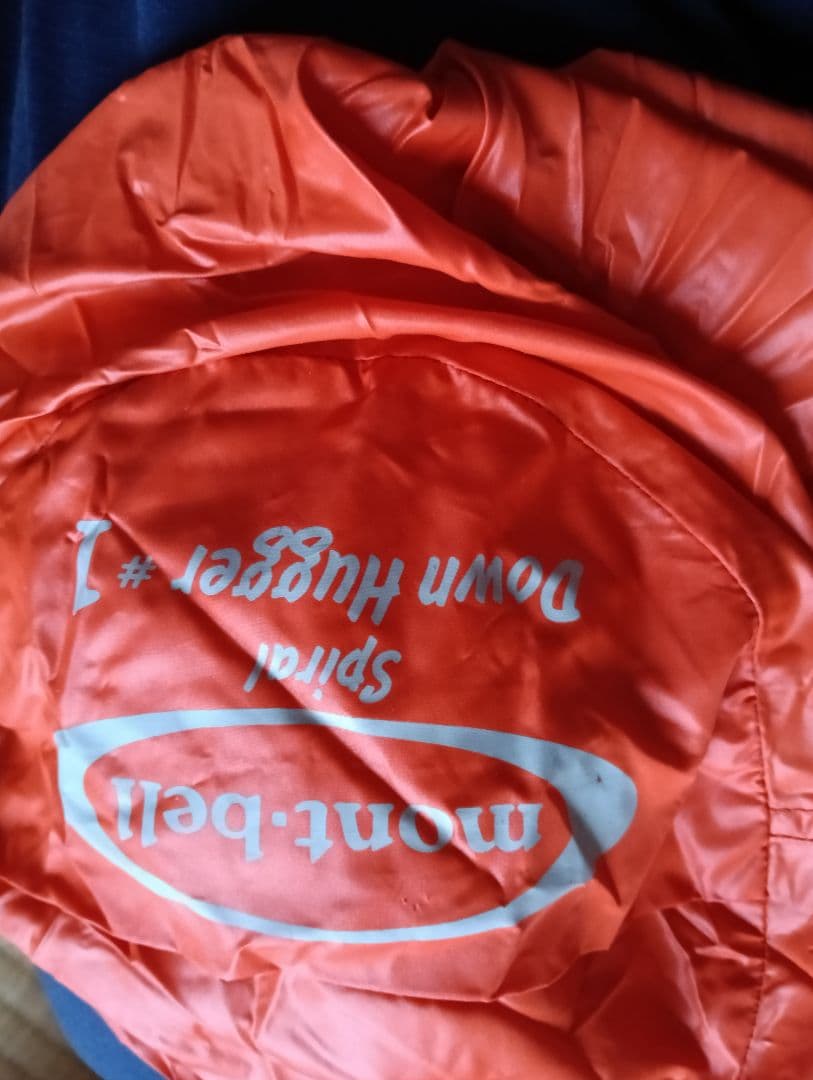 mont-bell
Spiral
Down Hugger #1